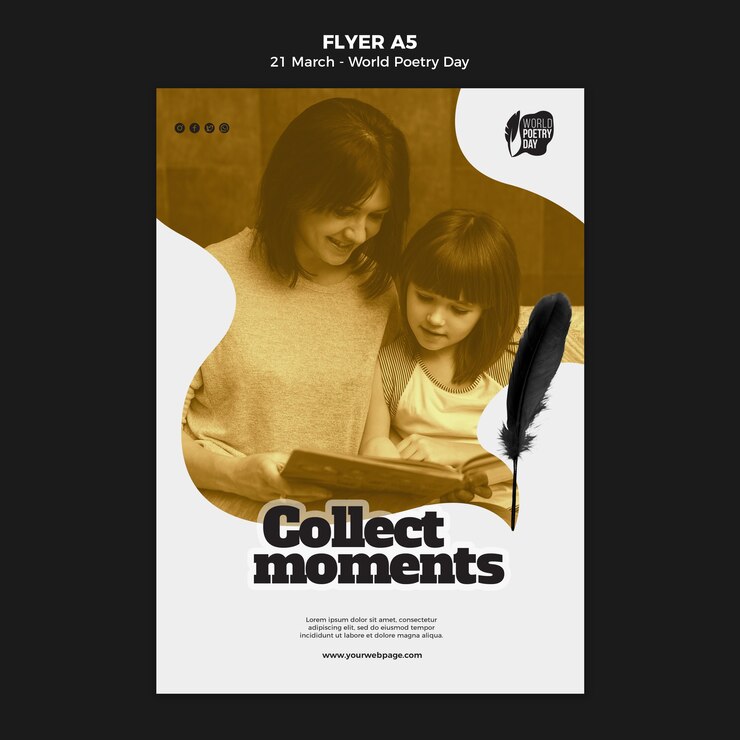 FLYER A5
21 March - World Poetry Day
WORLD
POETRY
DAY
Collect
moments
Lorem ipsum dolor sit amet, consectetur
adipiscing elit, sed do eiusmod tempor
incididunt ut labore et dolore magna aliqua.
www.yourwebpage.com